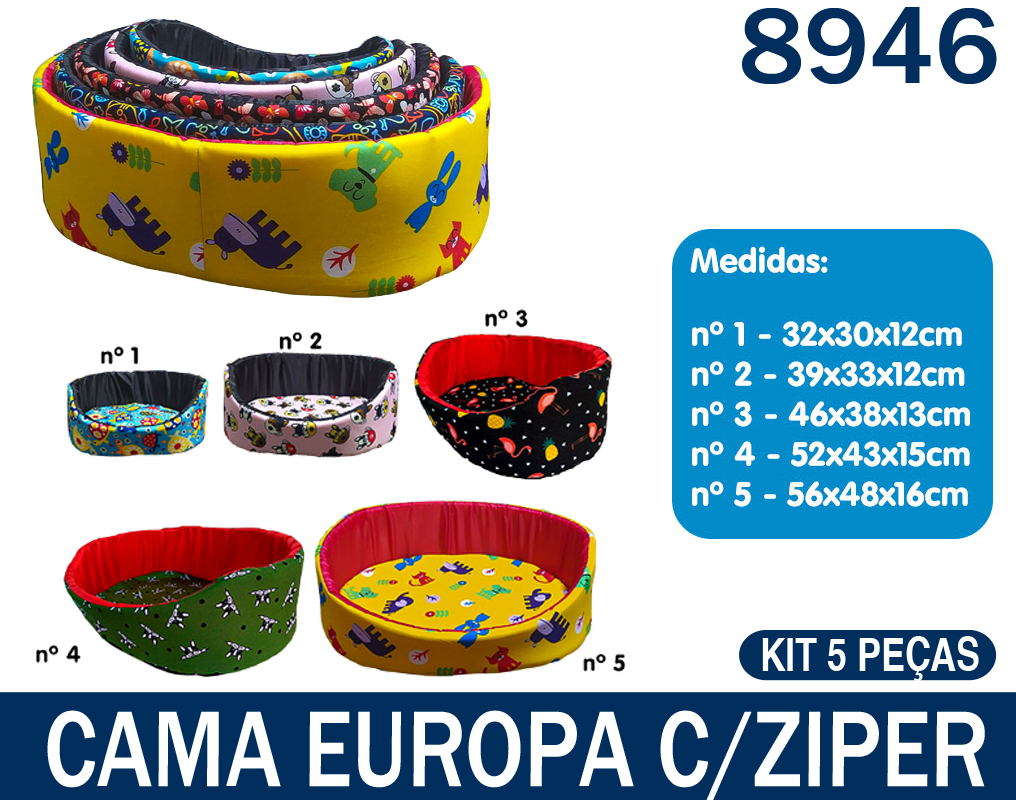 8946
Medidas:
nº 1 - 32x30x12cm
nº 2 - 39x33x12cm
nº 3 - 46x38x13cm
nº 4 - 52x43x15cm
nº 5 - 56x48x16cm
nº 1
nº 2
nº 3
nº 4
nº 5
KIT 5 PEÇAS
CAMA EUROPA C/ZIPER